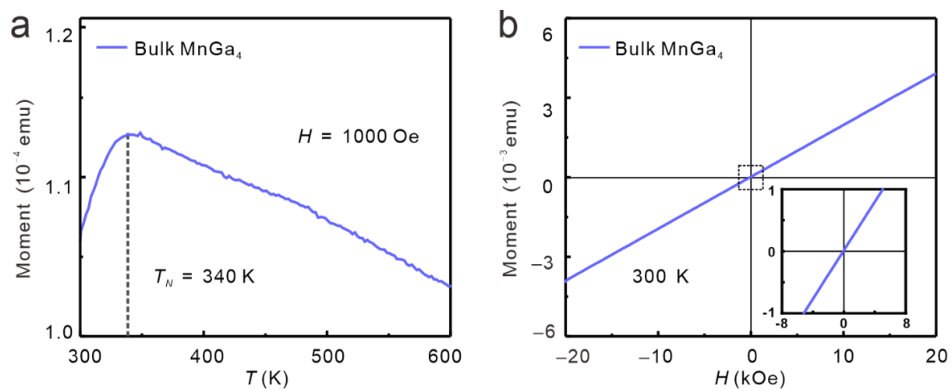 a
Bulk MnGa₄
H = 1000 Oe
T_N = 340 K
Moment (10⁻⁴ emu)
1.2
1.1
1.0
300 400 500 600
T (K)
b
Bulk MnGa₄
300 K
Moment (10⁻³ emu)
6
3
0
−3
−6
−20 −10 0 10 20
H (kOe)
1
0
-1
-8 0 8